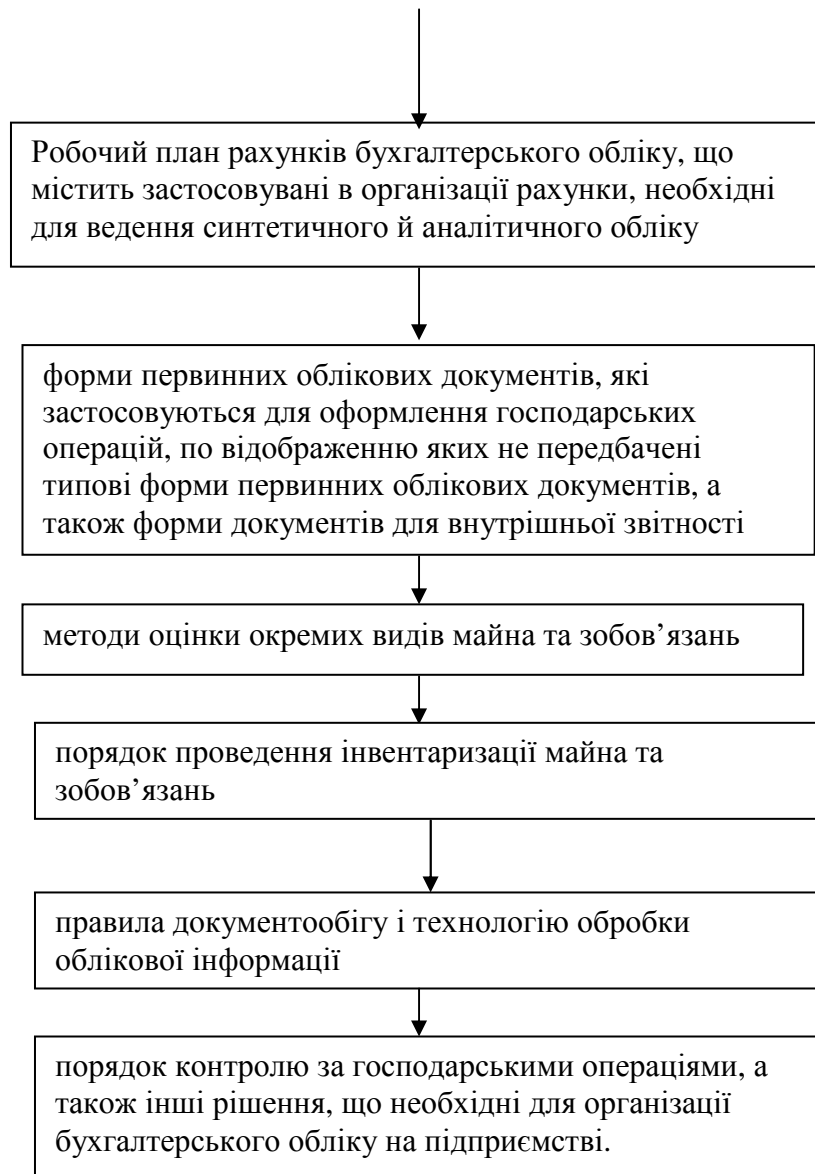 Робочий план рахунків бухгалтерського обліку, що
містить застосовувані в організації рахунки, необхідні
для ведення синтетичного й аналітичного обліку
форми первинних облікових документів, які
застосовуються для оформлення господарських
операцій, по відображенню яких не передбачені
типові форми первинних облікових документів, а
також форми документів для внутрішньої звітності
методи оцінки окремих видів майна та зобов’язань
порядок проведення інвентаризації майна та
зобов’язань
правила документообігу і технологію обробки
облікової інформації
порядок контролю за господарськими операціями, а
також інші рішення, що необхідні для організації
бухгалтерського обліку на підприємстві.